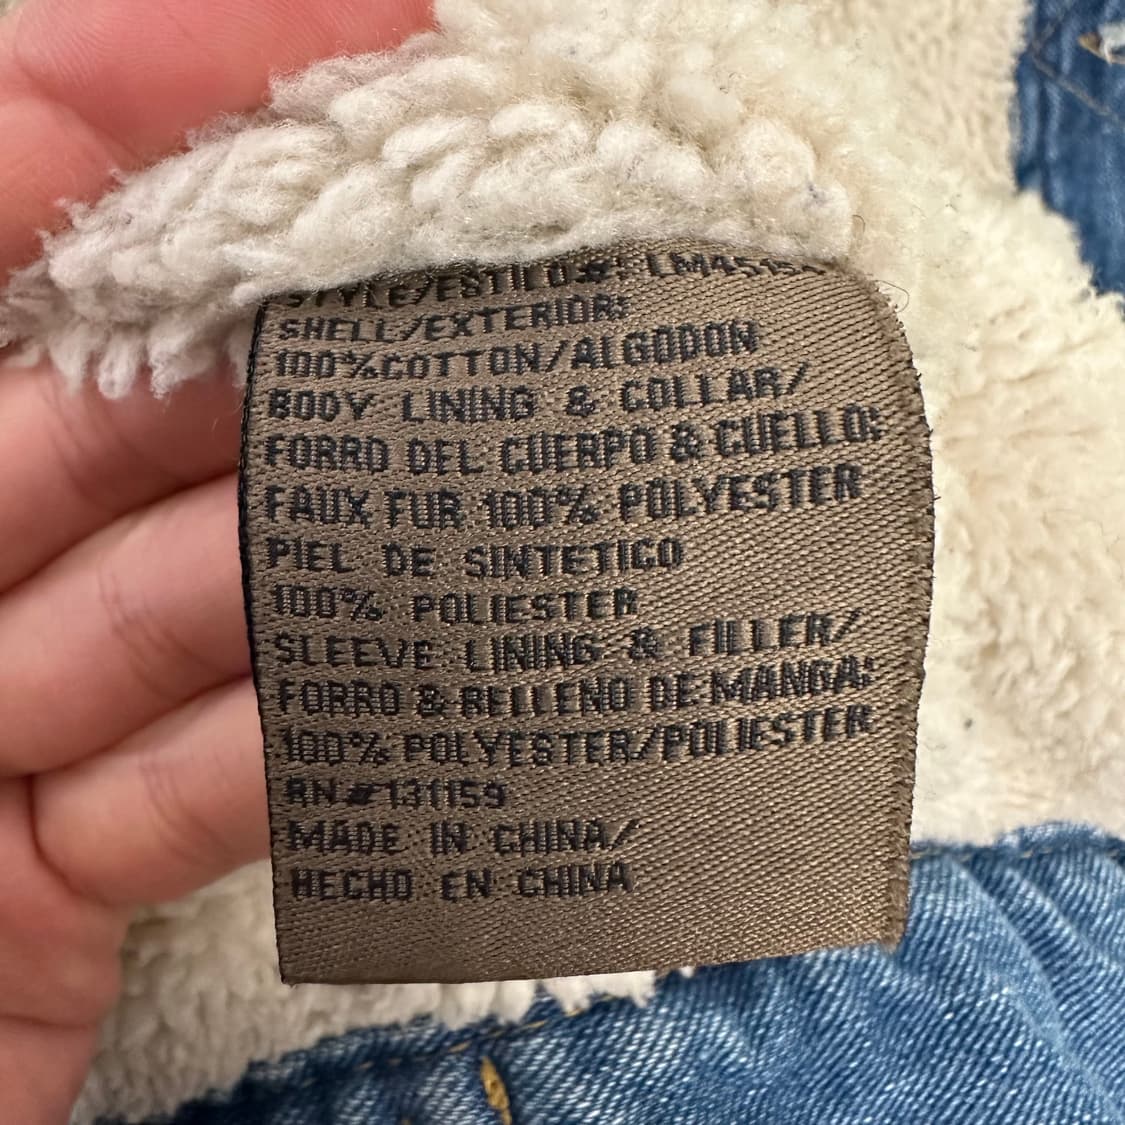 STYLE/ESTILO#:
SHELL/EXTERIOR:
100%COTTON/ALGODON
BODY LINING & COLLAR/
FORRO DEL CUERPO & CUELLO:
FAUX FUR 100% POLYESTER
PIEL DE SINTETICO
100% POLIESTER
SLEEVE LINING & FILLER/
FORRO & RELLENO DE MANGA:
100% POLYESTER/POLIESTER
RN#131159
MADE IN CHINA/
HECHO EN CHINA